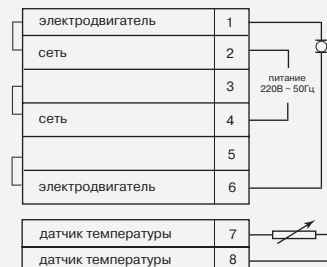 электродвигатель 1
сеть 2
3
питание
220В ~ 50Гц
сеть 4
5
электродвигатель 6
датчик температуры 7
датчик температуры 8